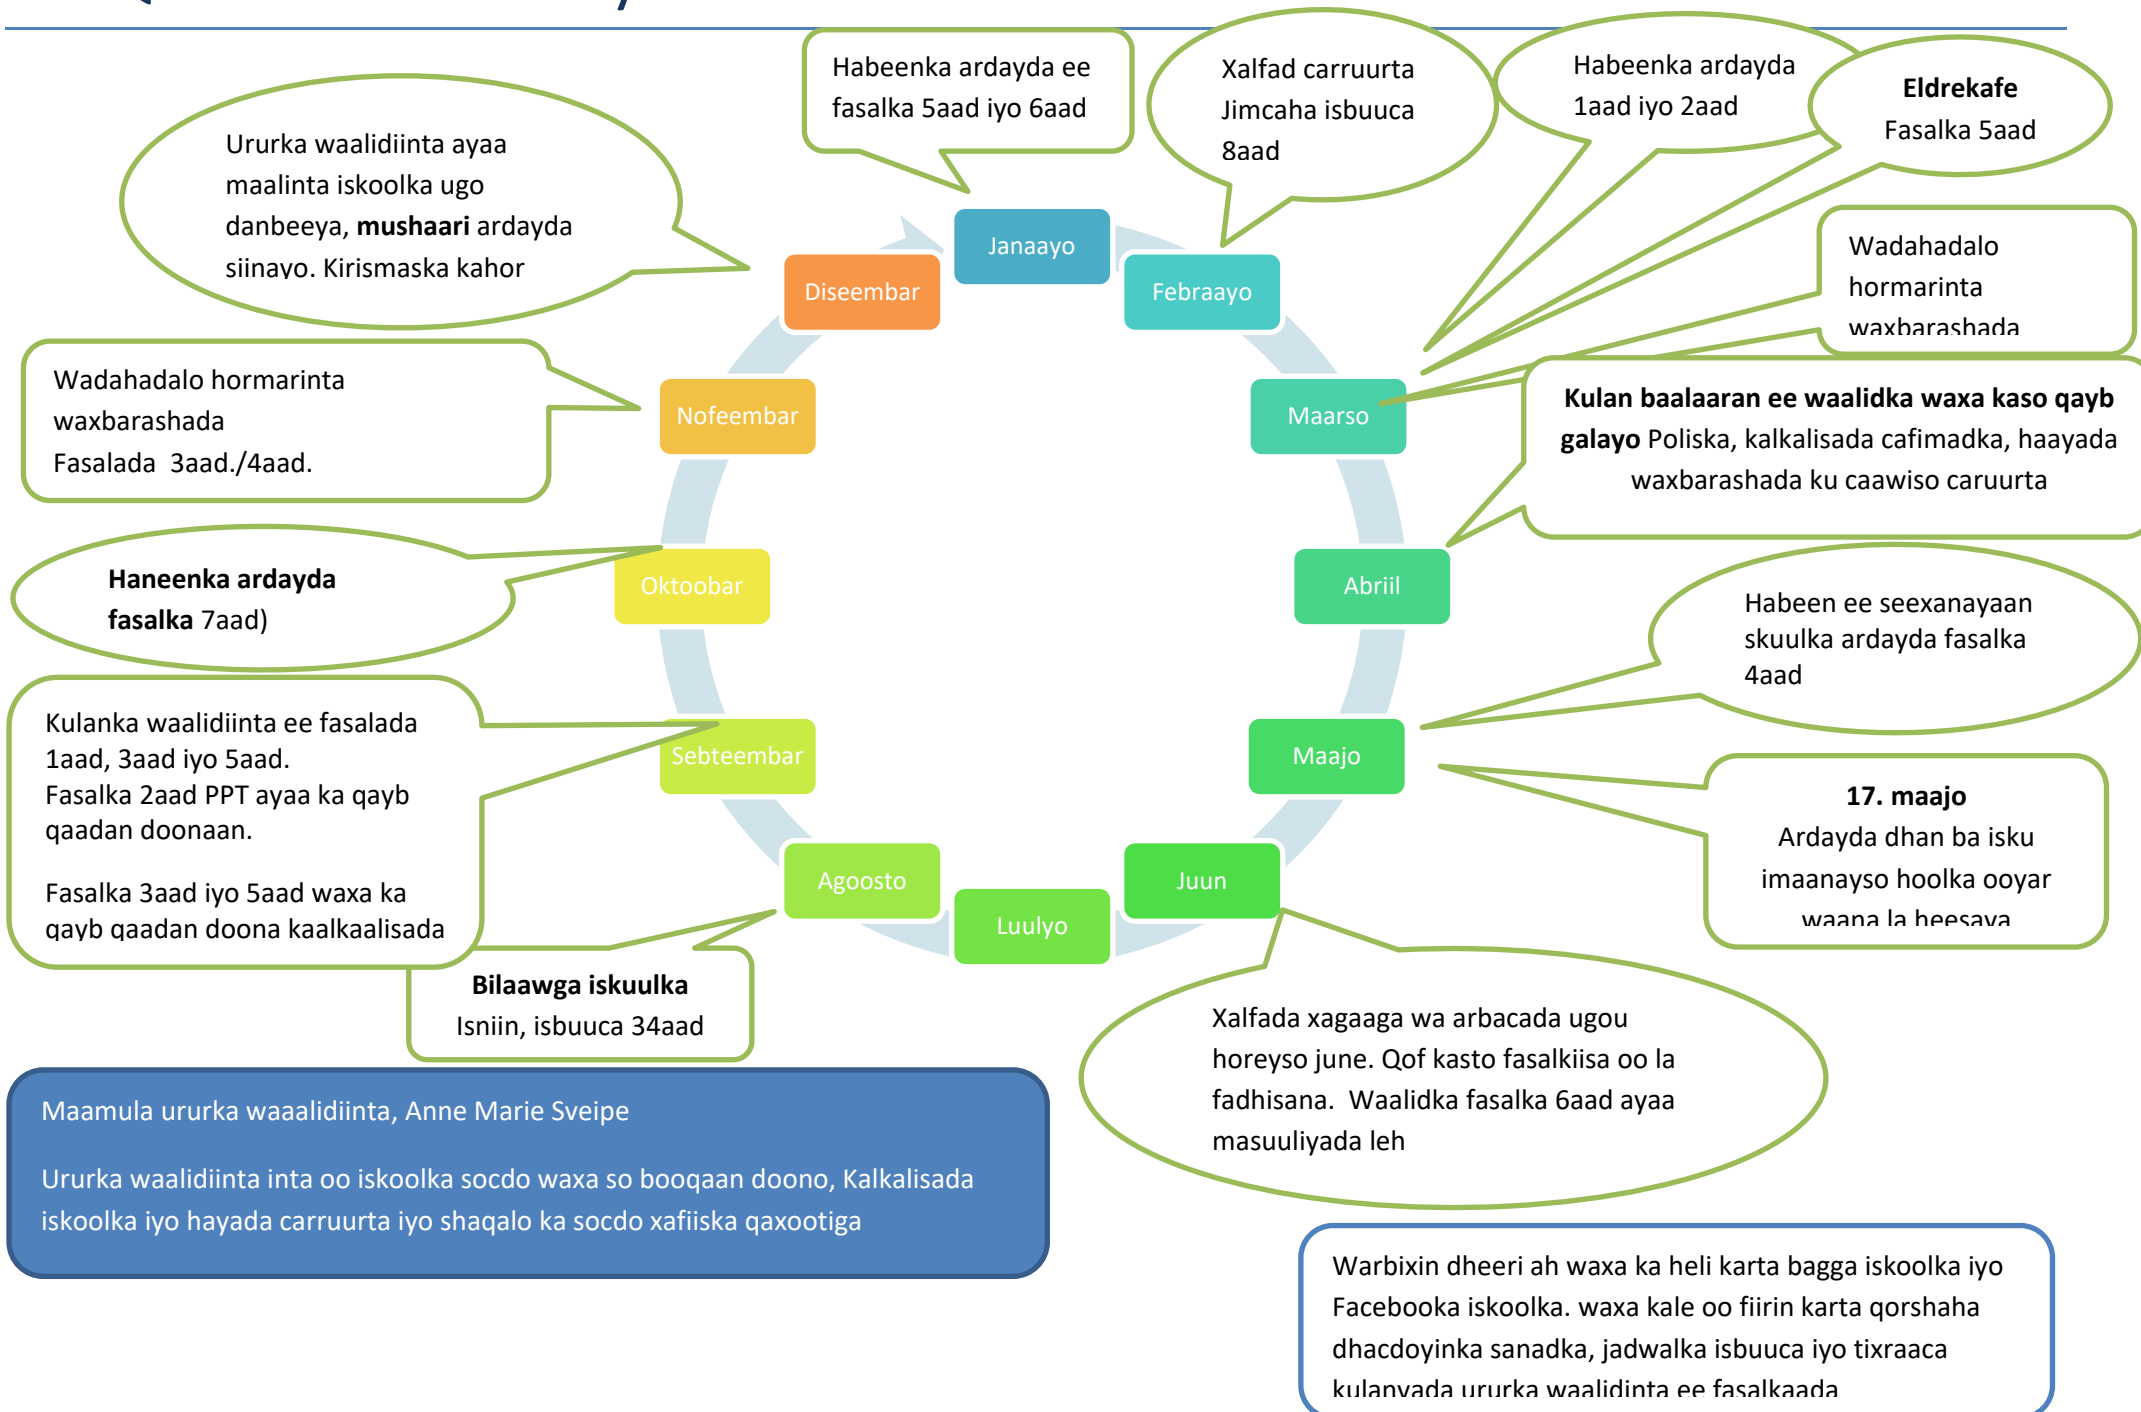 Habeenka ardayda ee
fasalka 5aad iyo 6aad
Xalfad carruurta
Jimcaha isbuuca
8aad
Habeenka ardayda
1aad iyo 2aad
Eldrekafe
Fasalka 5aad
Ururka waalidiinta ayaa
maalinta iskoolka ugo
danbeeya, mushaari ardayda
siinayo. Kirismaska kahor
Wadahadalo
hormarinta
waxbarashada
Janaayo
Febraayo
Diseembar
Maarso
Nofeembar
Abriil
Oktoobar
Maajo
Sebteembar
Juun
Agoosto
Luulyo
Wadahadalo hormarinta
waxbarashada
Fasalada 3aad./4aad.
Kulan baalaaran ee waalidka waxa kaso qayb
galayo Poliska, kalkalisada cafimadka, haayada
waxbarashada ku caawiso caruurta
Haneenka ardayda
fasalka 7aad)
Habeen ee seexanayaan
skuulka ardayda fasalka
4aad
Kulanka waalidiinta ee fasalada
1aad, 3aad iyo 5aad.
Fasalka 2aad PPT ayaa ka qayb
qaadan doonaan.
Fasalka 3aad iyo 5aad waxa ka
qayb qaadan doona kaalkaalisada
17. maajo
Ardayda dhan ba isku
imaanayso hoolka ooyar
waana la heesaya
Bilaawga iskuulka
Isniin, isbuuca 34aad
Xalfada xagaaga wa arbacada ugou
horeyso june. Qof kasto fasalkiisa oo la
fadhisana. Waalidka fasalka 6aad ayaa
masuuliyada leh
Maamula ururka waaalidiinta, Anne Marie Sveipe
Ururka waalidiinta inta oo iskoolka socdo waxa so booqaan doono, Kalkalisada
iskoolka iyo hayada carruurta iyo shaqalo ka socdo xafiiska qaxootiga
Warbixin dheeri ah waxa ka heli karta bagga iskoolka iyo
Facebooka iskoolka. waxa kale oo fiirin karta qorshaha
dhacdoyinka sanadka, jadwalka isbuuca iyo tixraaca
kulanyada ururka waalidinta ee fasalkaada